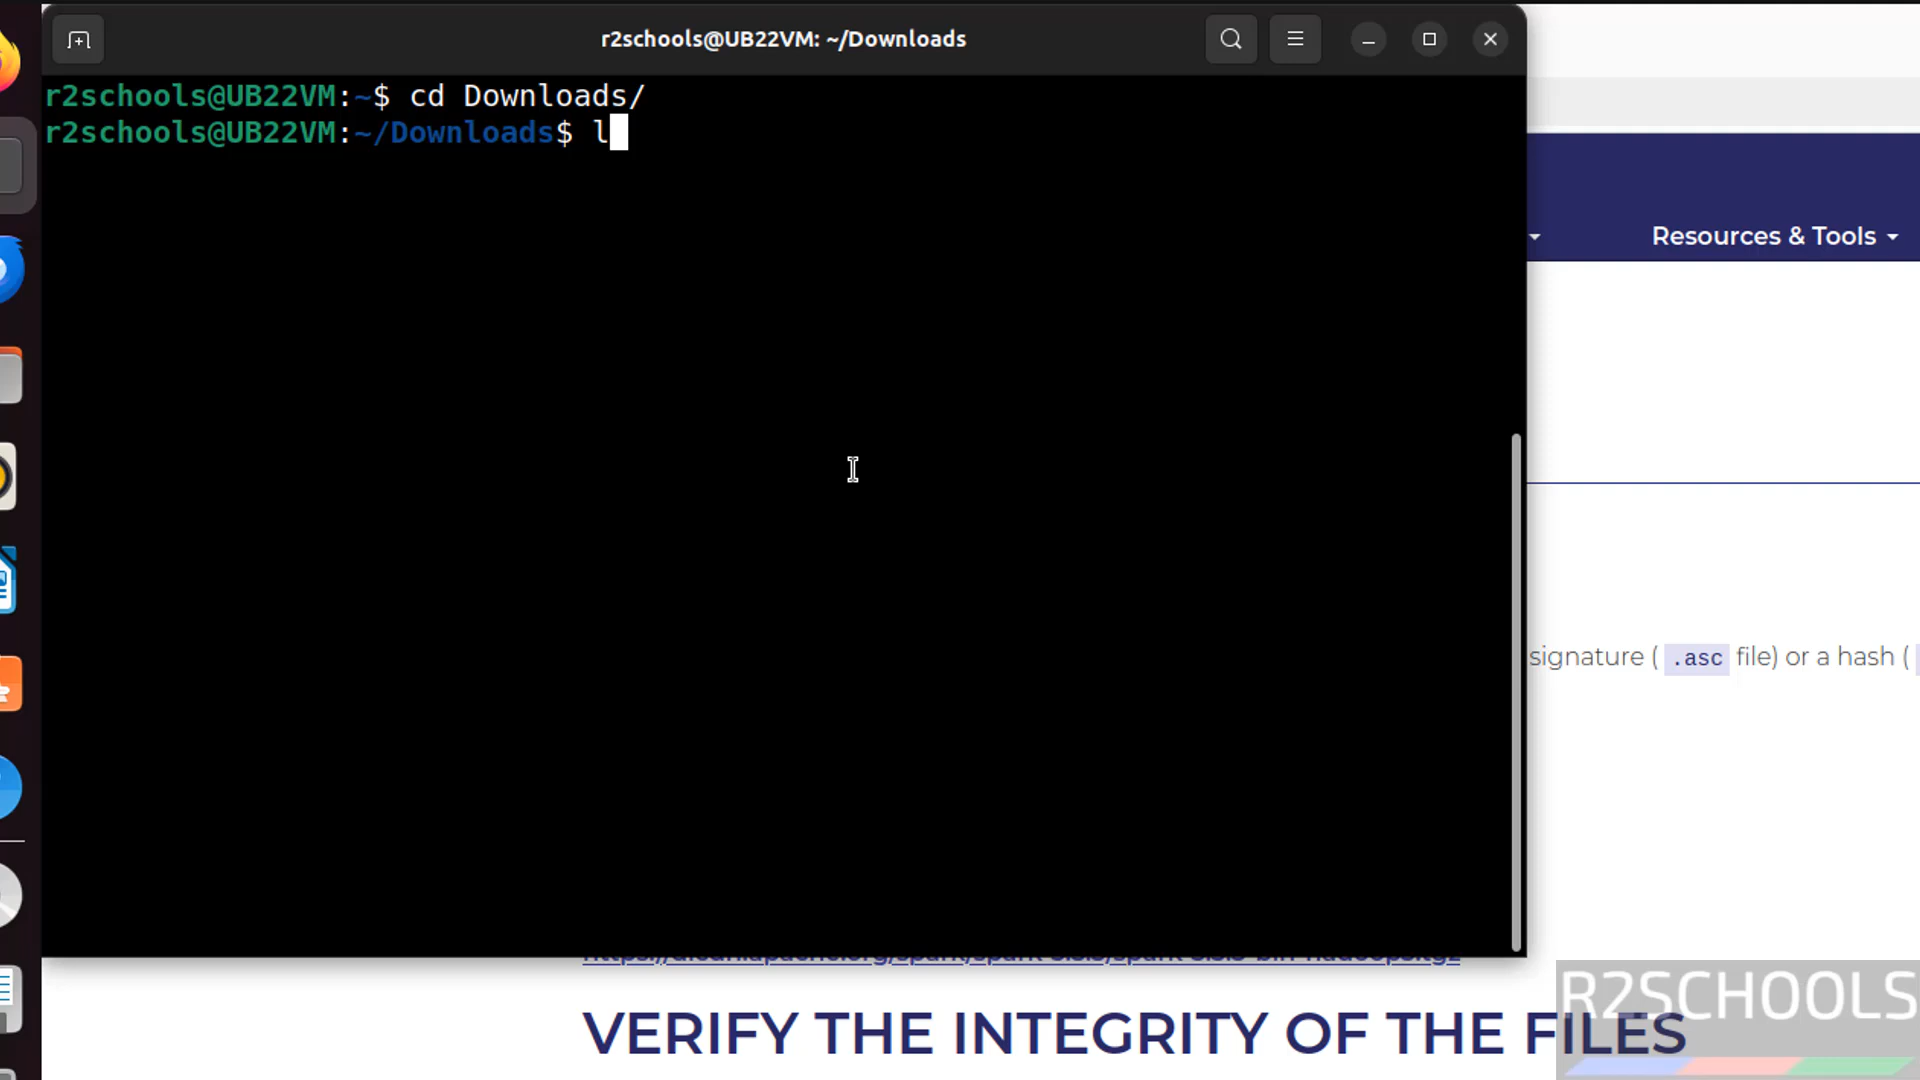 r2schools@UB22VM: ~/Downloads
r2schools@UB22VM:~$ cd Downloads/
r2schools@UB22VM:~/Downloads$ l
Resources & Tools
signature ( .asc file) or a hash (
VERIFY THE INTEGRITY OF THE FILES
R2SCHOOLS